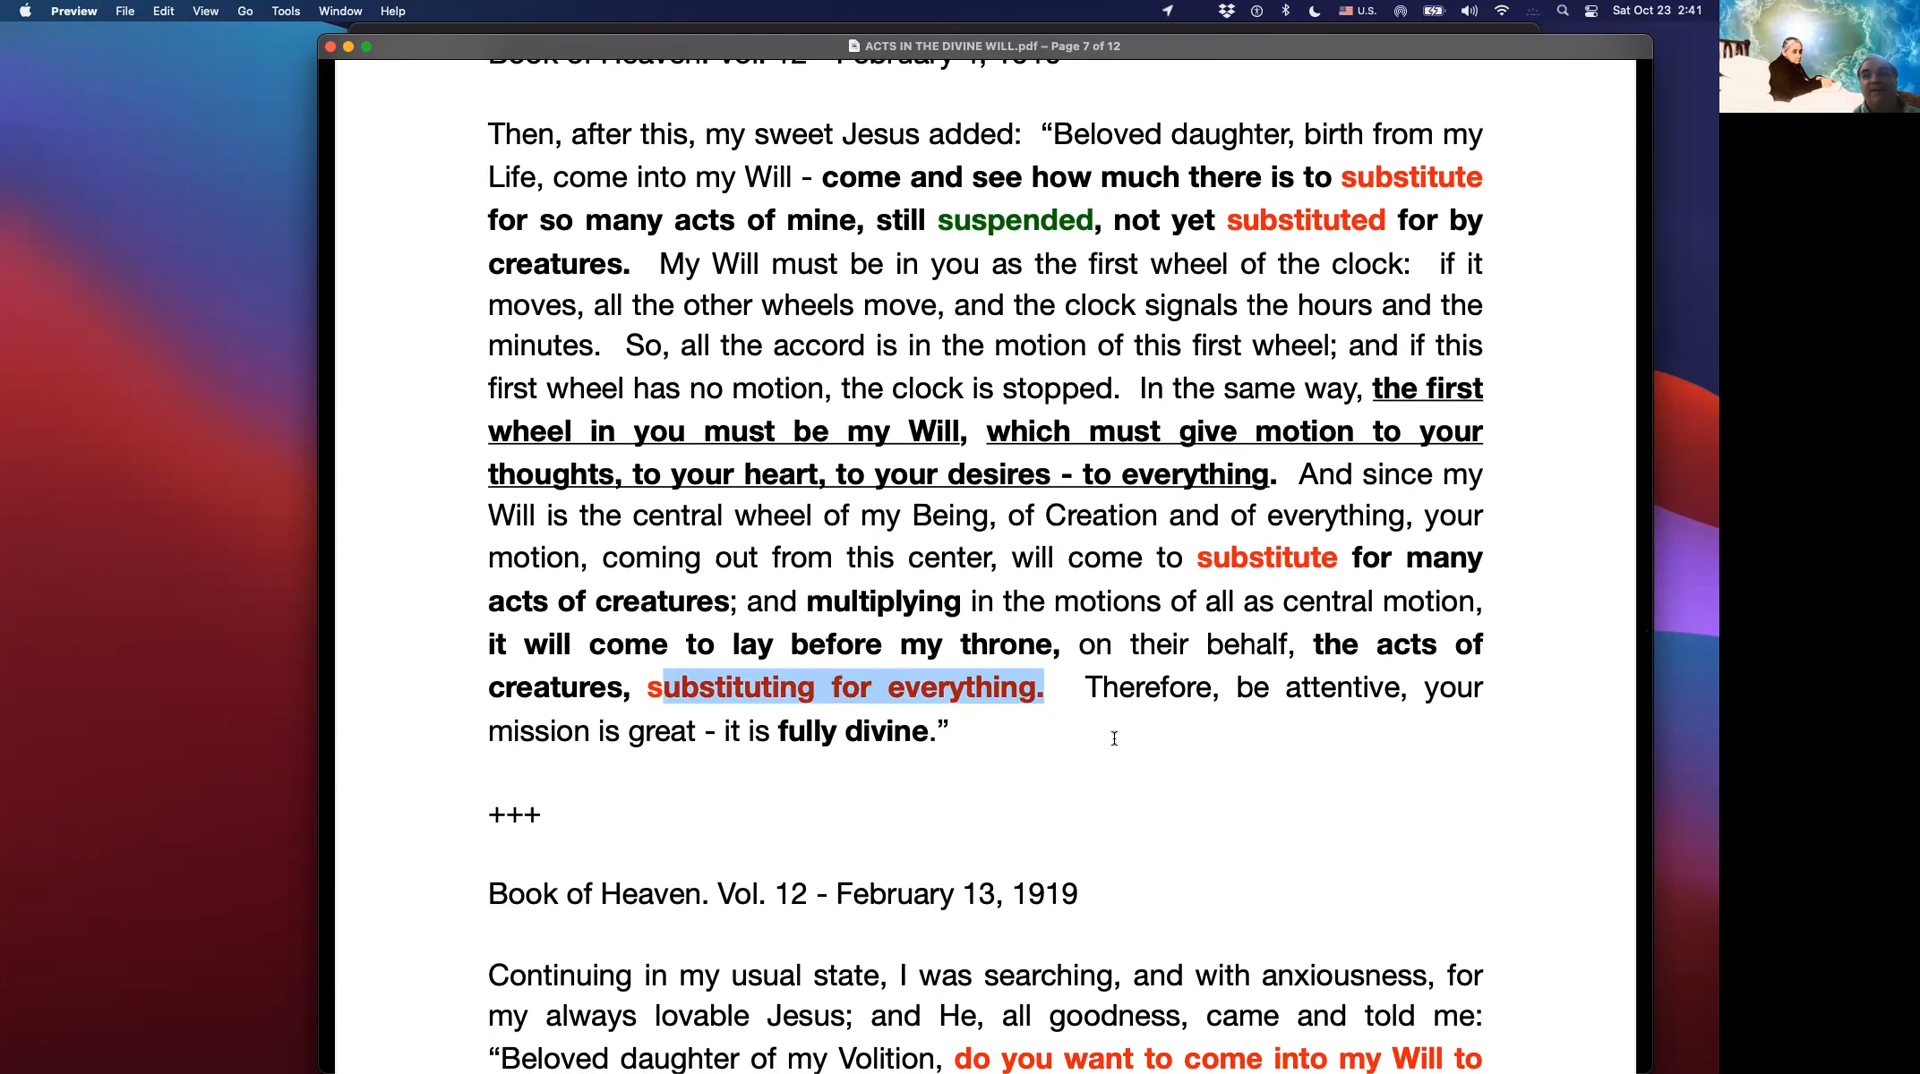 Preview File Edit View Go Tools Window Help U.S. Sat Oct 23 2:41
ACTS IN THE DIVINE WILL.pdf – Page 7 of 12
Book of Heaven. Vol. 12 - February 4, 1919
Then, after this, my sweet Jesus added: “Beloved daughter, birth from my
Life, come into my Will - come and see how much there is to substitute
for so many acts of mine, still suspended, not yet substituted for by
creatures. My Will must be in you as the first wheel of the clock: if it
moves, all the other wheels move, and the clock signals the hours and the
minutes. So, all the accord is in the motion of this first wheel; and if this
first wheel has no motion, the clock is stopped. In the same way, the first
wheel in you must be my Will, which must give motion to your
thoughts, to your heart, to your desires - to everything. And since my
Will is the central wheel of my Being, of Creation and of everything, your
motion, coming out from this center, will come to substitute for many
acts of creatures; and multiplying in the motions of all as central motion,
it will come to lay before my throne, on their behalf, the acts of
creatures, substituting for everything. Therefore, be attentive, your
mission is great - it is fully divine.”
+++
Book of Heaven. Vol. 12 - February 13, 1919
Continuing in my usual state, I was searching, and with anxiousness, for
my always lovable Jesus; and He, all goodness, came and told me:
“Beloved daughter of my Volition, do you want to come into my Will to